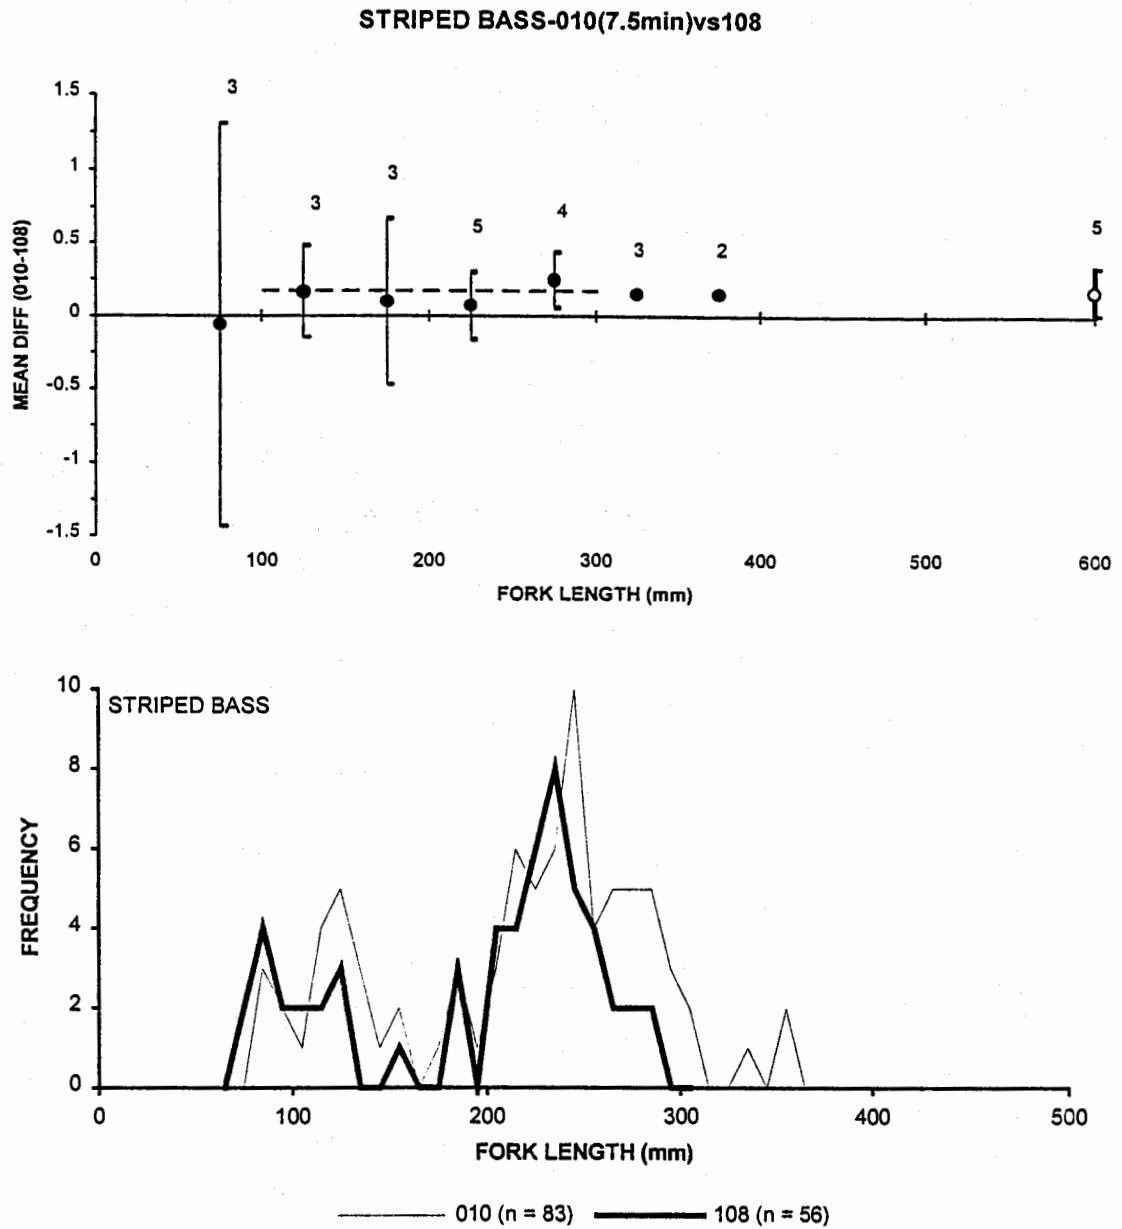 STRIPED BASS-010(7.5min)vs108
1.5
1
0.5
0
-0.5
-1
-1.5
MEAN DIFF (010-108)
3
3
3
5
4
3
2
5
0 100 200 300 400 500 600
FORK LENGTH (mm)
STRIPED BASS
10
8
6
4
2
0
FREQUENCY
0 100 200 300 400 500
FORK LENGTH (mm)
010 (n = 83) 108 (n = 56)